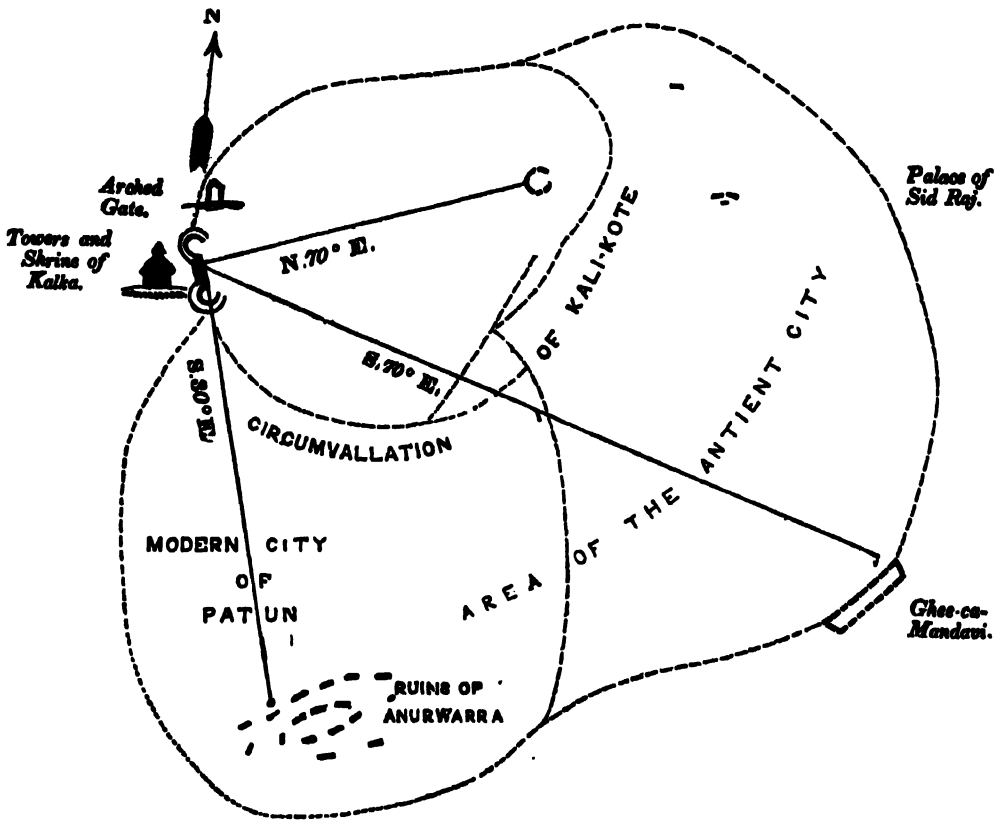 N
Arched
Gate.
Palace of
Sid Raj.
Towers and
Shrine of
Kalka.
N.70° E.
OF KALI-KOTE
S.70° E.
S.30° E.
CIRCUMVALLATION
AREA OF THE ANTIENT CITY
MODERN CITY
OF
PATUN
Ghee-ca-
Mandavi.
RUINS OF
ANURWARRA